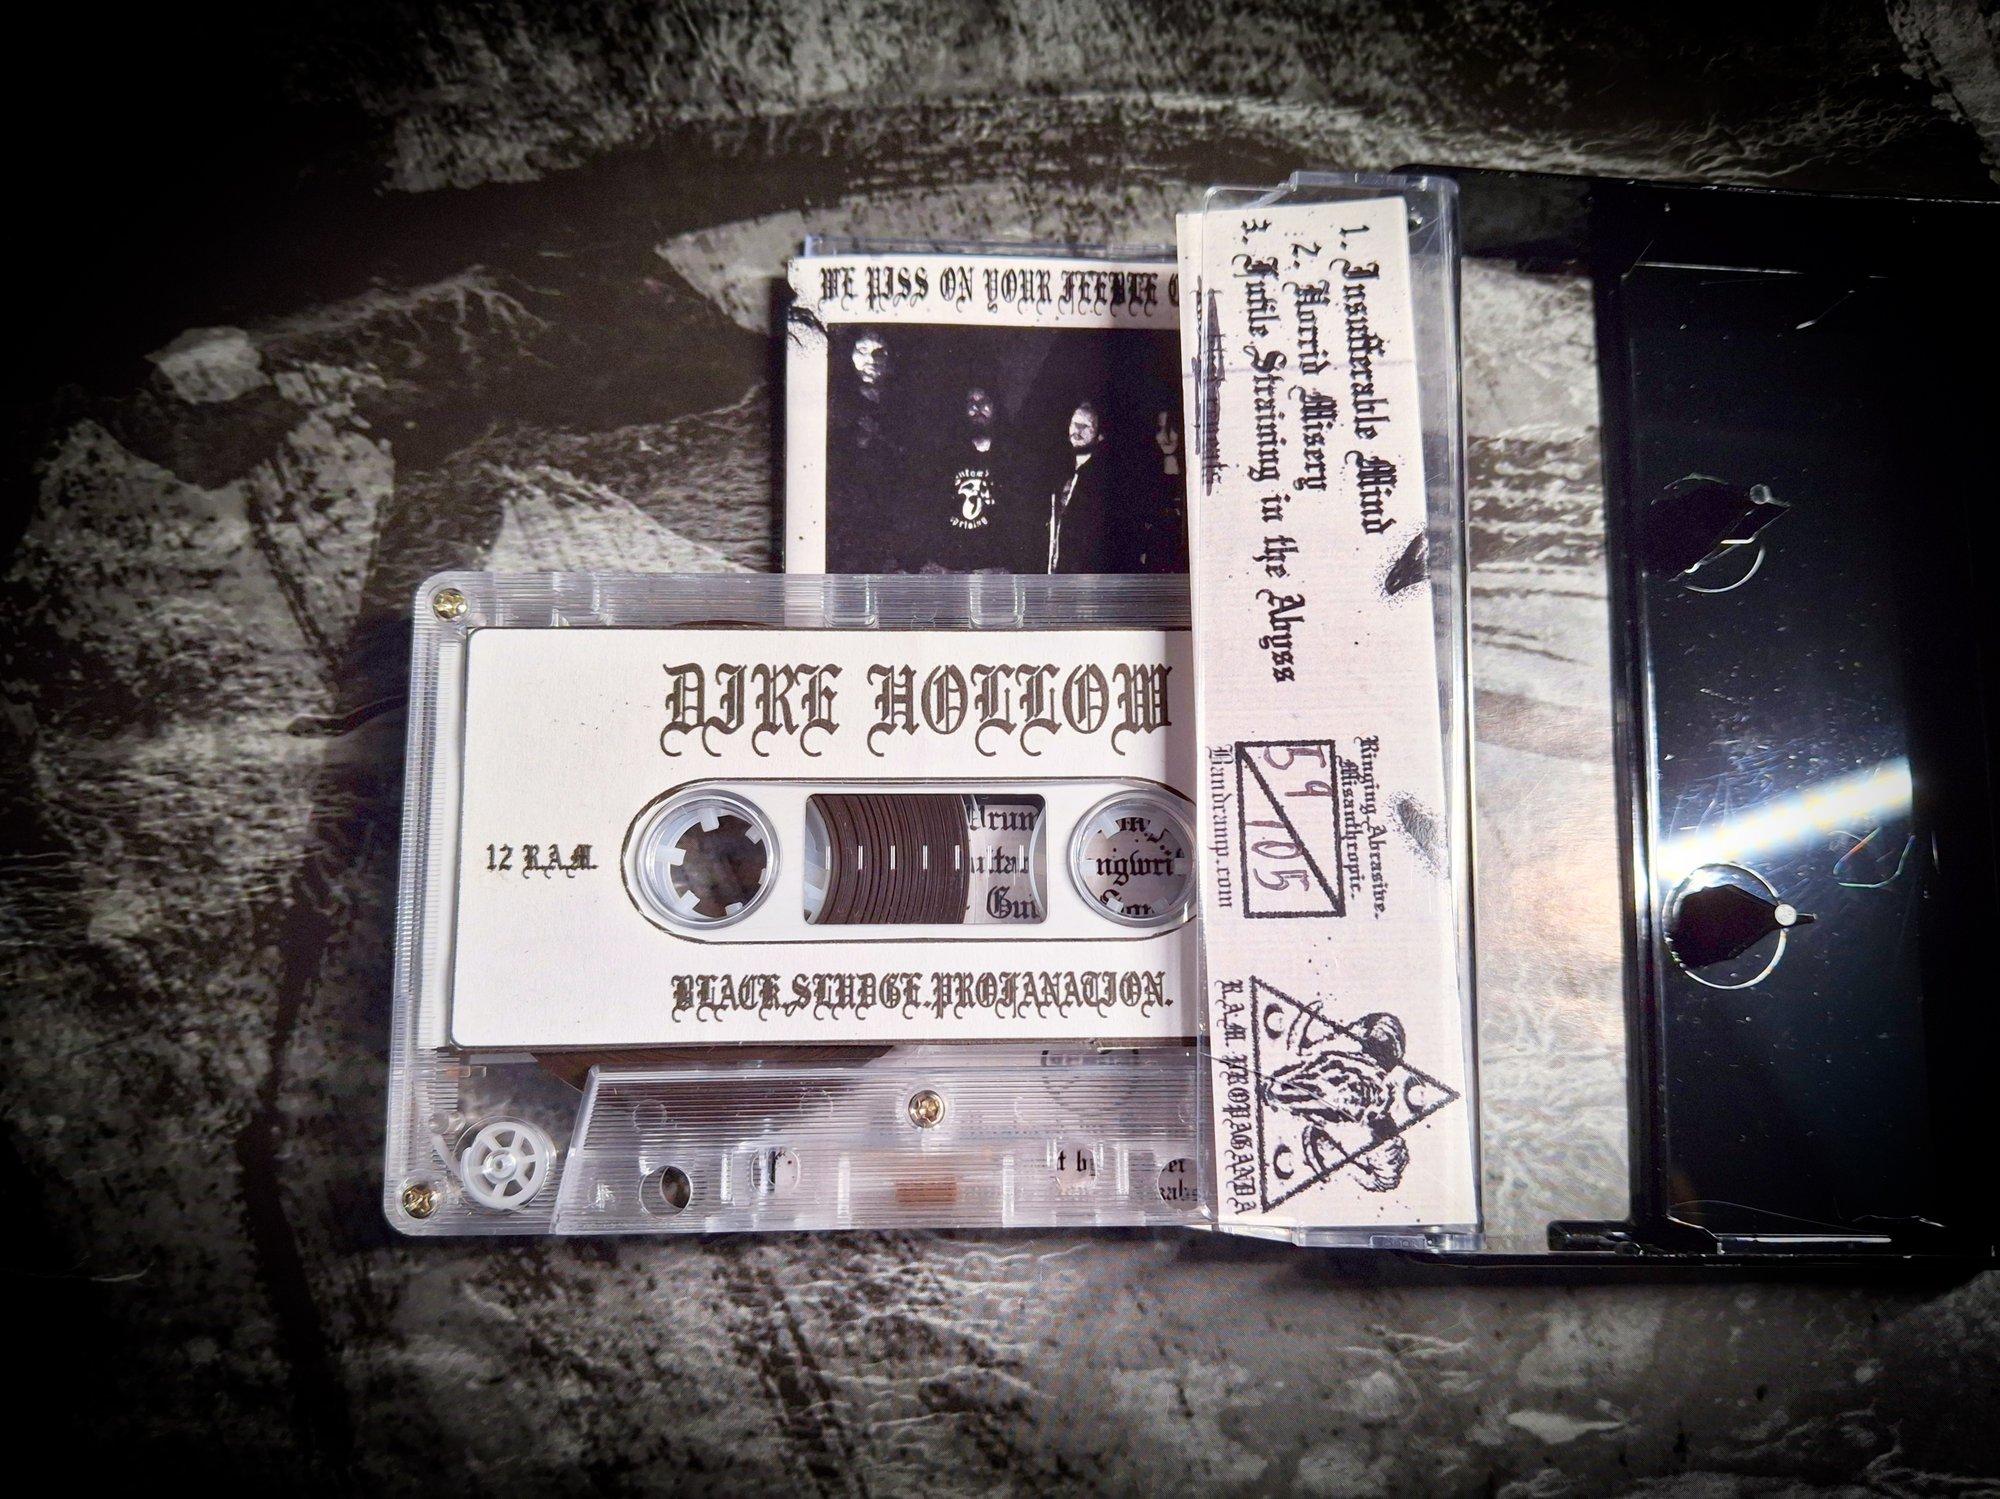 WE PISS ON YOUR FEEBLE
DIRE HOLLOW
12 R.A.M.
BLACK.SLUDGE.PROFANATION.
1. Insufferable Mind
2. Horrid Misery
3. Futile Straining in the Abyss
Ringing.Abrasive.
Misanthropic.
59
105
Bandcamp.com
R.A.M. PROPAGANDA